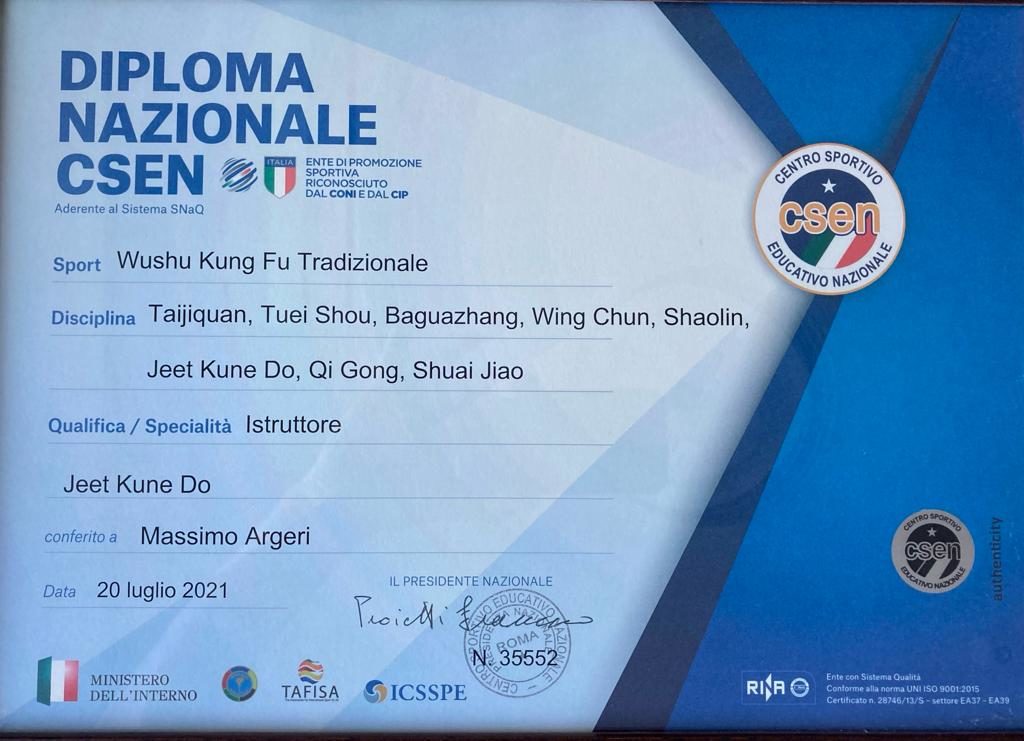 DIPLOMA
NAZIONALE
CSEN
ITALIA
ENTE DI PROMOZIONE
SPORTIVA
RICONOSCIUTO
DAL CONI E DAL CIP
Aderente al Sistema SNaQ
CENTRO SPORTIVO
csen
EDUCATIVO NAZIONALE
Sport Wushu Kung Fu Tradizionale
Disciplina Taijiquan, Tuei Shou, Baguazhang, Wing Chun, Shaolin,
Jeet Kune Do, Qi Gong, Shuai Jiao
Qualifica / Specialità Istruttore
Jeet Kune Do
conferito a Massimo Argeri
Data 20 luglio 2021
IL PRESIDENTE NAZIONALE
ROMA
N. 35552
CENTRO SPORTIVO
csen
EDUCATIVO NAZIONALE
authenticity
MINISTERO
DELL'INTERNO
TAFISA
ICSSPE
RINA
Ente con Sistema Qualità
Conforme alla norma UNI ISO 9001:2015
Certificato n. 28746/13/S - settore EA37 - EA39